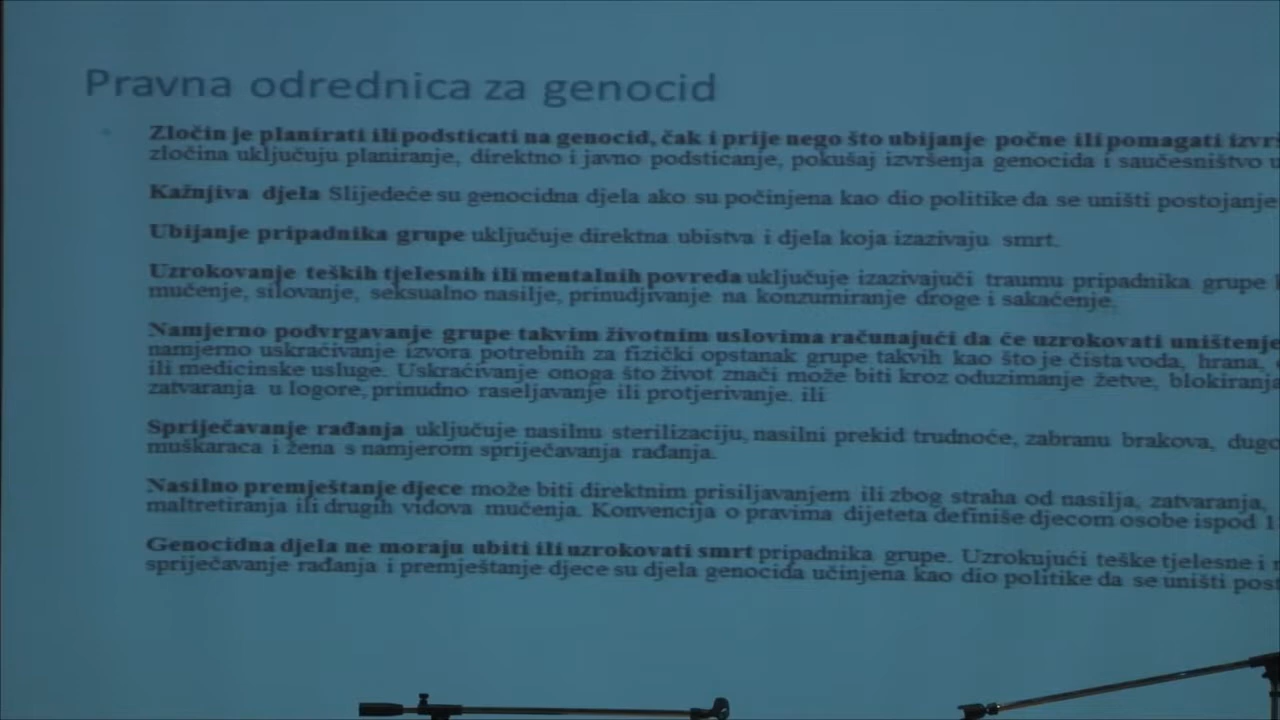 Pravna odrednica za genocid
Zločin je planirati ili podsticati na genocid, čak i prije nego što ubijanje počne ili pomagati
zločina uključuju planiranje, direktno i javno podsticanje, pokušaj izvršenja genocida i saučesništvo u
Kažnjiva djela Slijedeće su genocidna djela ako su počinjena kao dio politike da se uništi postojanje
Ubijanje pripadnika grupe uključuje direktna ubistva i djela koja izazivaju smrt.
Uzrokovanje teških tjelesnih ili mentalnih povreda uključuje izazivajući traumu pripadnika grupe
mučenje, silovanje, seksualno nasilje, prinudjivanje na konzumiranje droge i sakaćenje.
Namjerno podvrgavanje grupe takvim životnim uslovima računajući da će uzrokovati uništenje
namjerno uskraćivanje izvora potrebnih za fizički opstanak grupe takvih kao što je čista voda, hrana,
ili medicinske usluge. Uskraćivanje onoga što život znači može biti kroz oduzimanje žetve,
zatvaranja u logore, prinudno raseljavanje ili protjerivanje. ili
Spriječavanje rađanja uključuje nasilnu sterilizaciju, nasilni prekid trudnoće, zabranu brakova,
muškaraca i žena s namjerom spriječavanja rađanja.
Nasilno premještanje djece može biti direktnim prisiljavanjem ili zbog straha od nasilja, zatvaranja,
maltretiranja ili drugih vidova mučenja. Konvencija o pravima dijeteta definiše djecom osobe ispod
Genocidna djela ne moraju ubiti ili uzrokovati smrt pripadnika grupe. Uzrokujući teške tjelesne i
spriječavanje rađanja i premještanje djece su djela genocida učinjena kao dio politike da se uništi